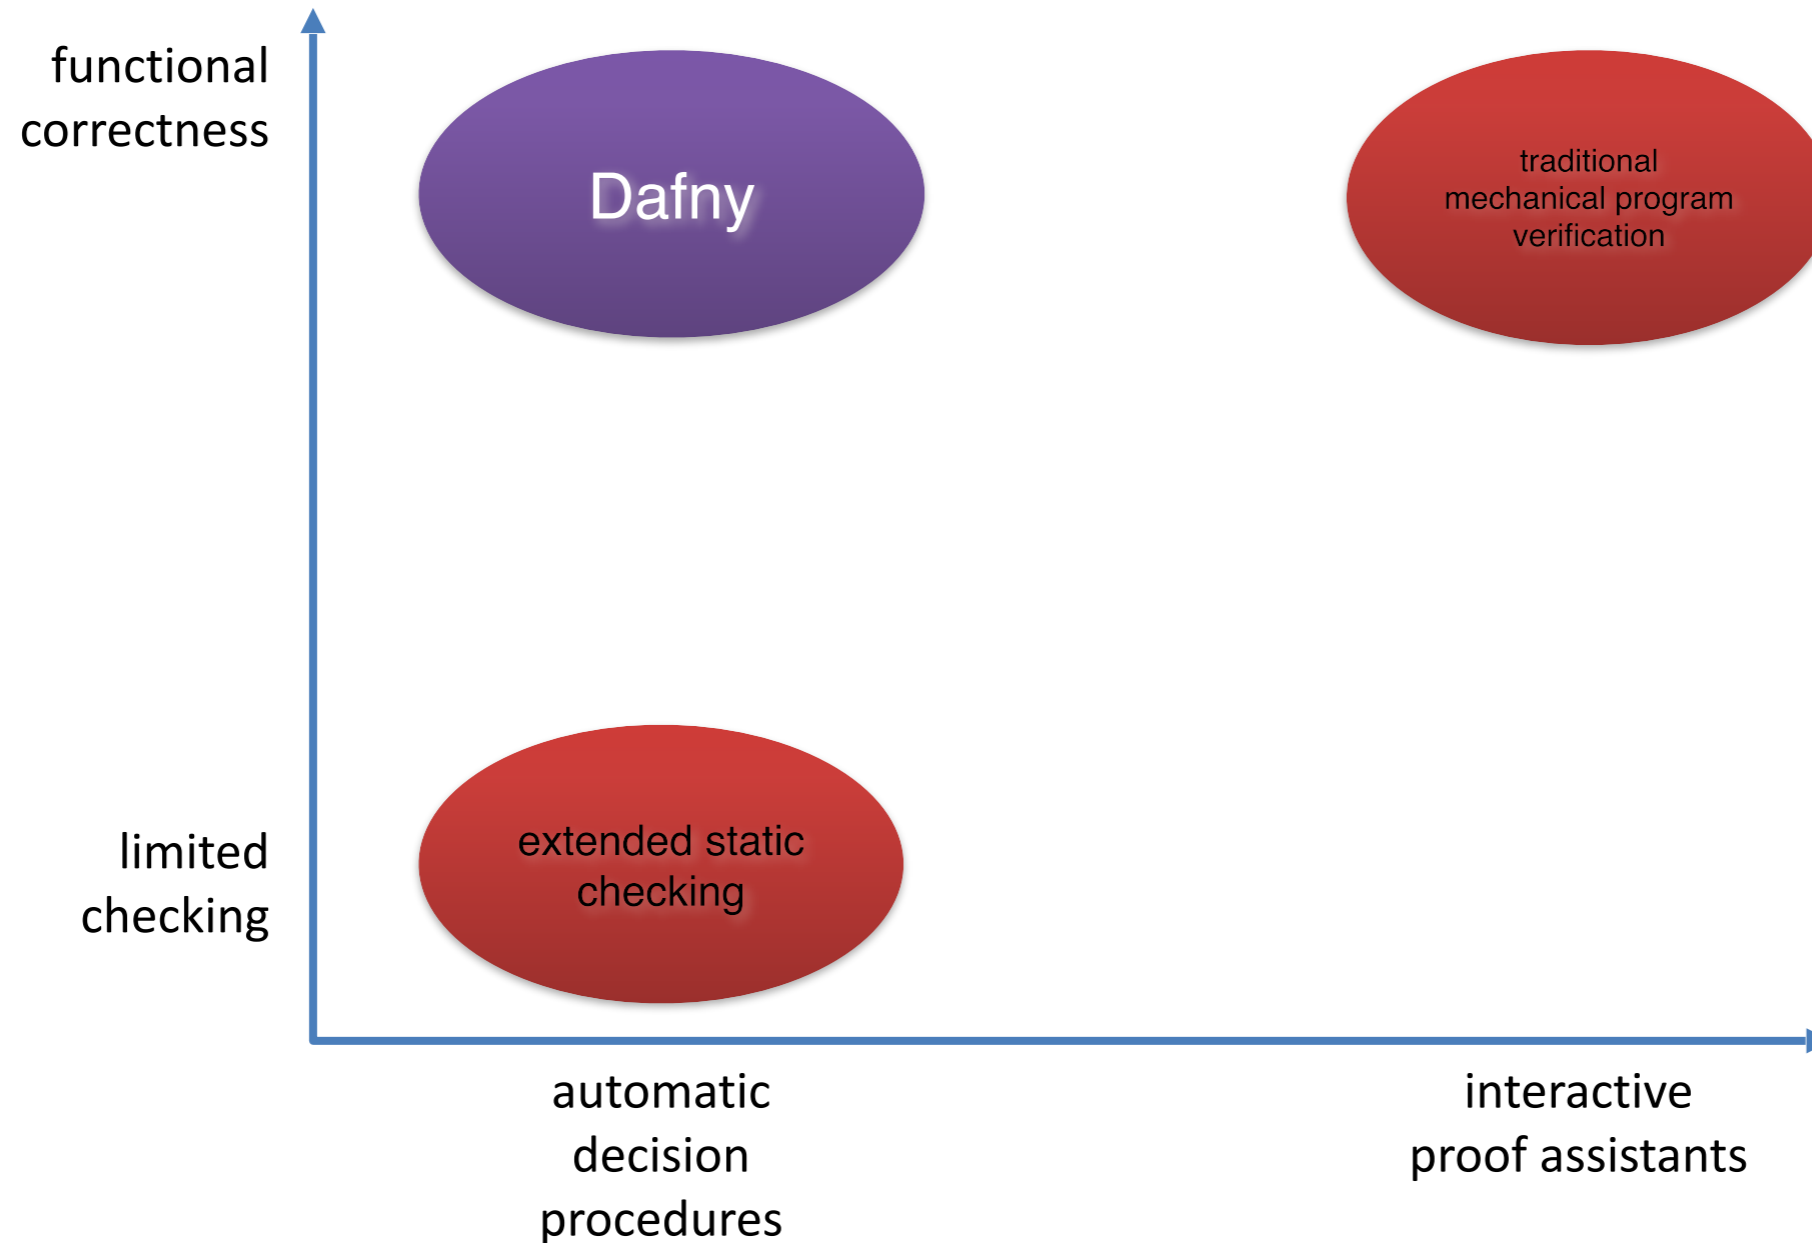 functional
correctness
Dafny
traditional
mechanical program
verification
limited
checking
extended static
checking
automatic
decision
procedures
interactive
proof assistants